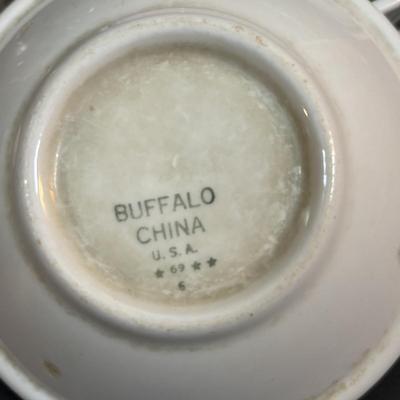 BUFFALO
CHINA
U.S.A.
★ 69 ★★
6